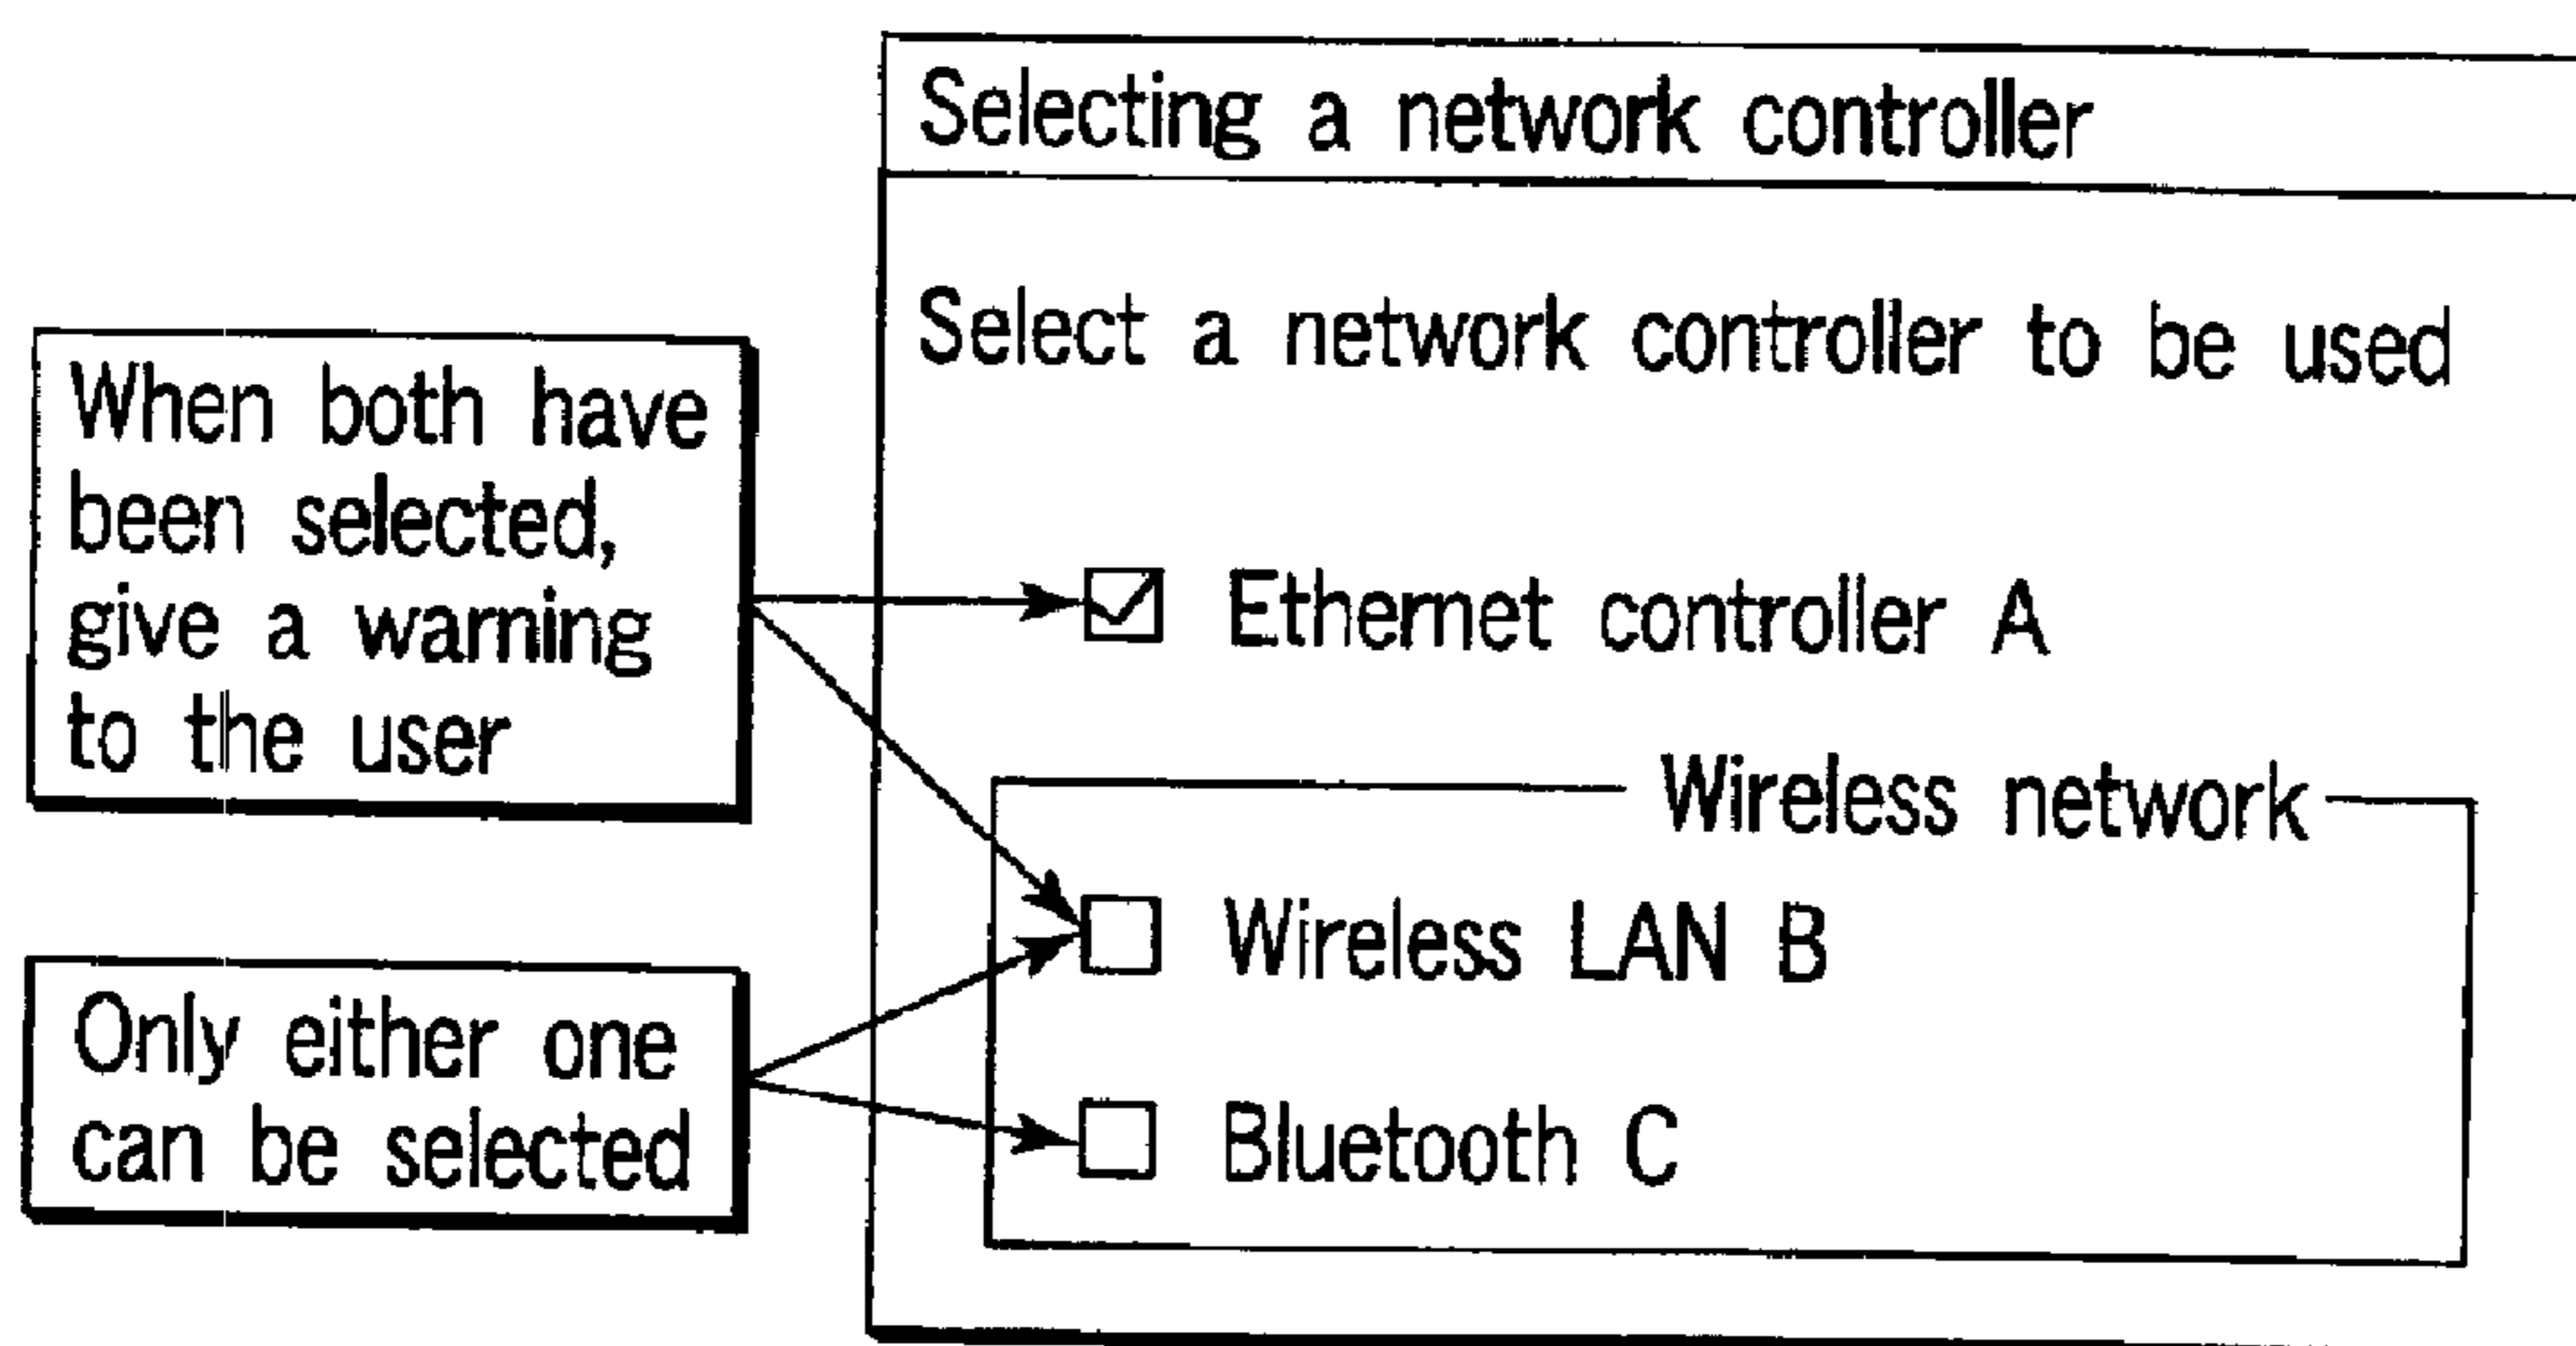 Selecting a network controller
Select a network controller to be used
When both have
been selected,
give a warning
to the user
Ethernet controller A
Wireless network
Wireless LAN B
Only either one
can be selected
Bluetooth C